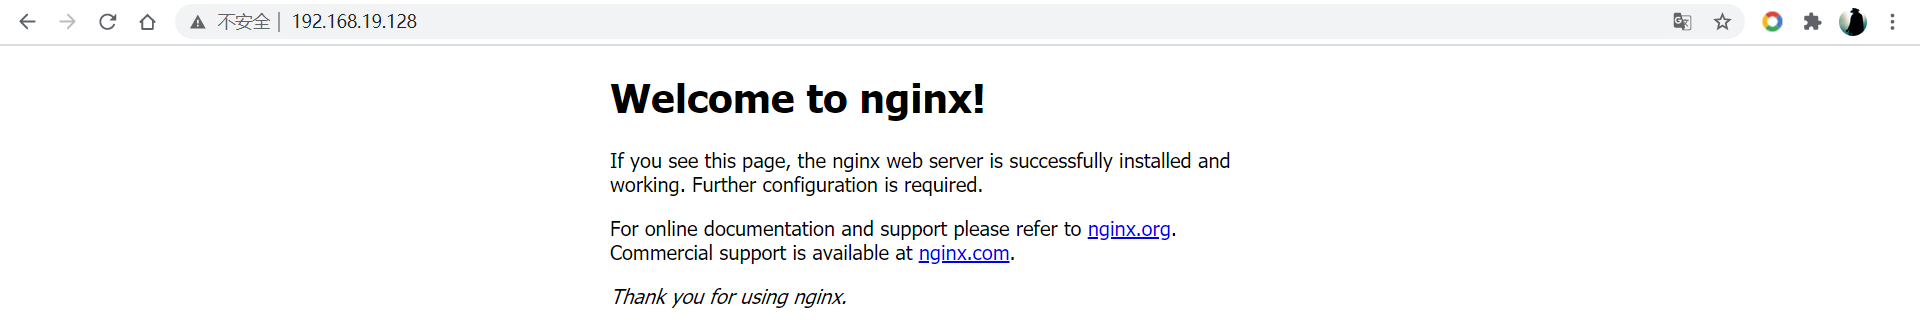 不安全 | 192.168.19.128
Welcome to nginx!
If you see this page, the nginx web server is successfully installed and
working. Further configuration is required.
For online documentation and support please refer to nginx.org.
Commercial support is available at nginx.com.
Thank you for using nginx.